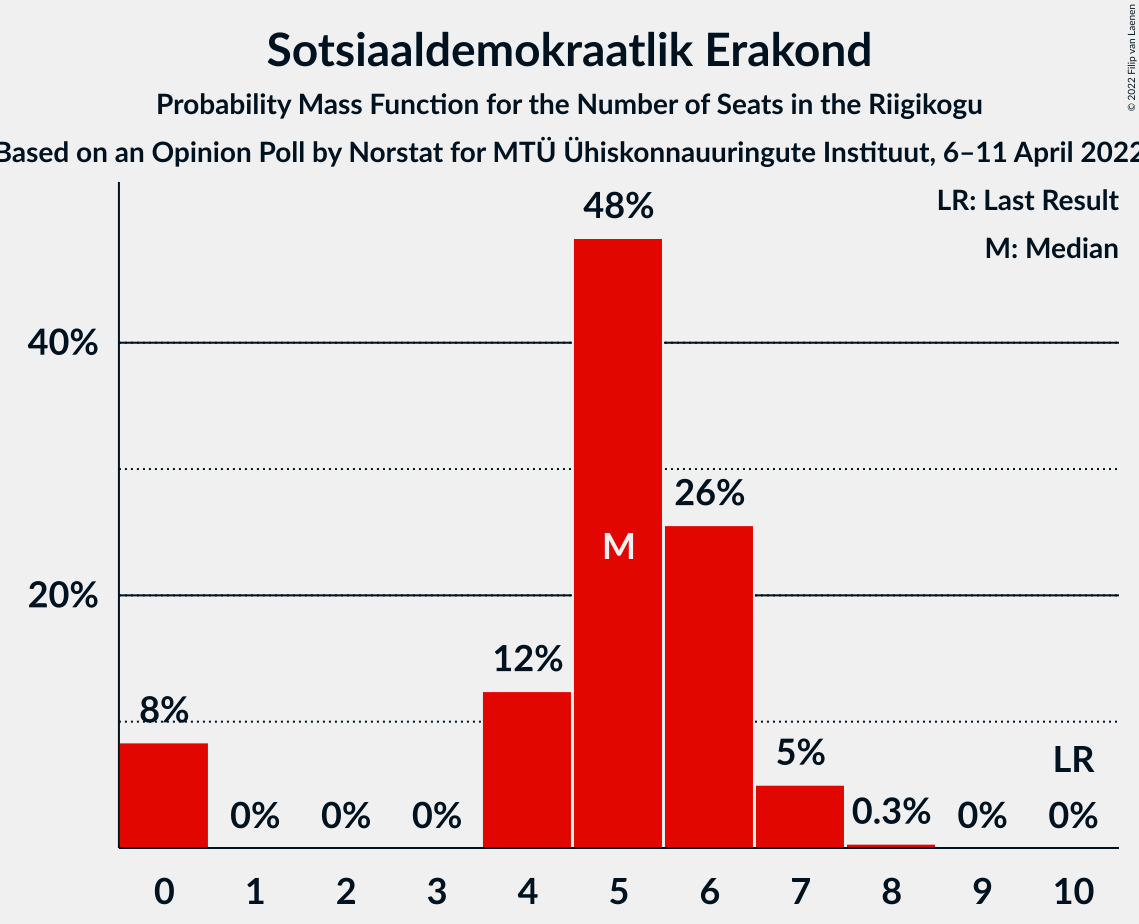 Sotsiaaldemokraatlik Erakond
Probability Mass Function for the Number of Seats in the Riigikogu
Based on an Opinion Poll by Norstat for MTÜ Ühiskonnauuringute Instituut, 6–11 April 2022
© 2022 Filip van Laenen
LR: Last Result
M: Median
48%
40%
26%
M
20%
12%
8%
5%
LR
0%
0%
0%
0.3%
0%
0%
0 1 2 3 4 5 6 7 8 9 10